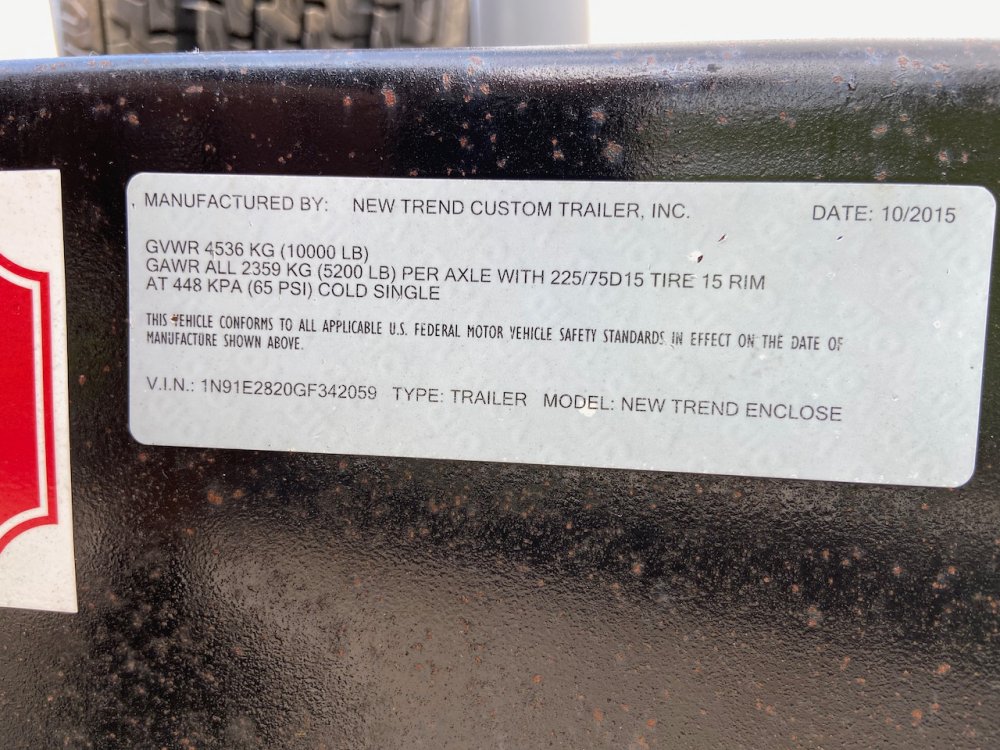 MANUFACTURED BY: NEW TREND CUSTOM TRAILER, INC. DATE: 10/2015
GVWR 4536 KG (10000 LB)
GAWR ALL 2359 KG (5200 LB) PER AXLE WITH 225/75D15 TIRE 15 RIM
AT 448 KPA (65 PSI) COLD SINGLE
THIS VEHICLE CONFORMS TO ALL APPLICABLE U.S. FEDERAL MOTOR VEHICLE SAFETY STANDARDS IN EFFECT ON THE DATE OF
MANUFACTURE SHOWN ABOVE.
V.I.N.: 1N91E2820GF342059 TYPE: TRAILER MODEL: NEW TREND ENCLOSE